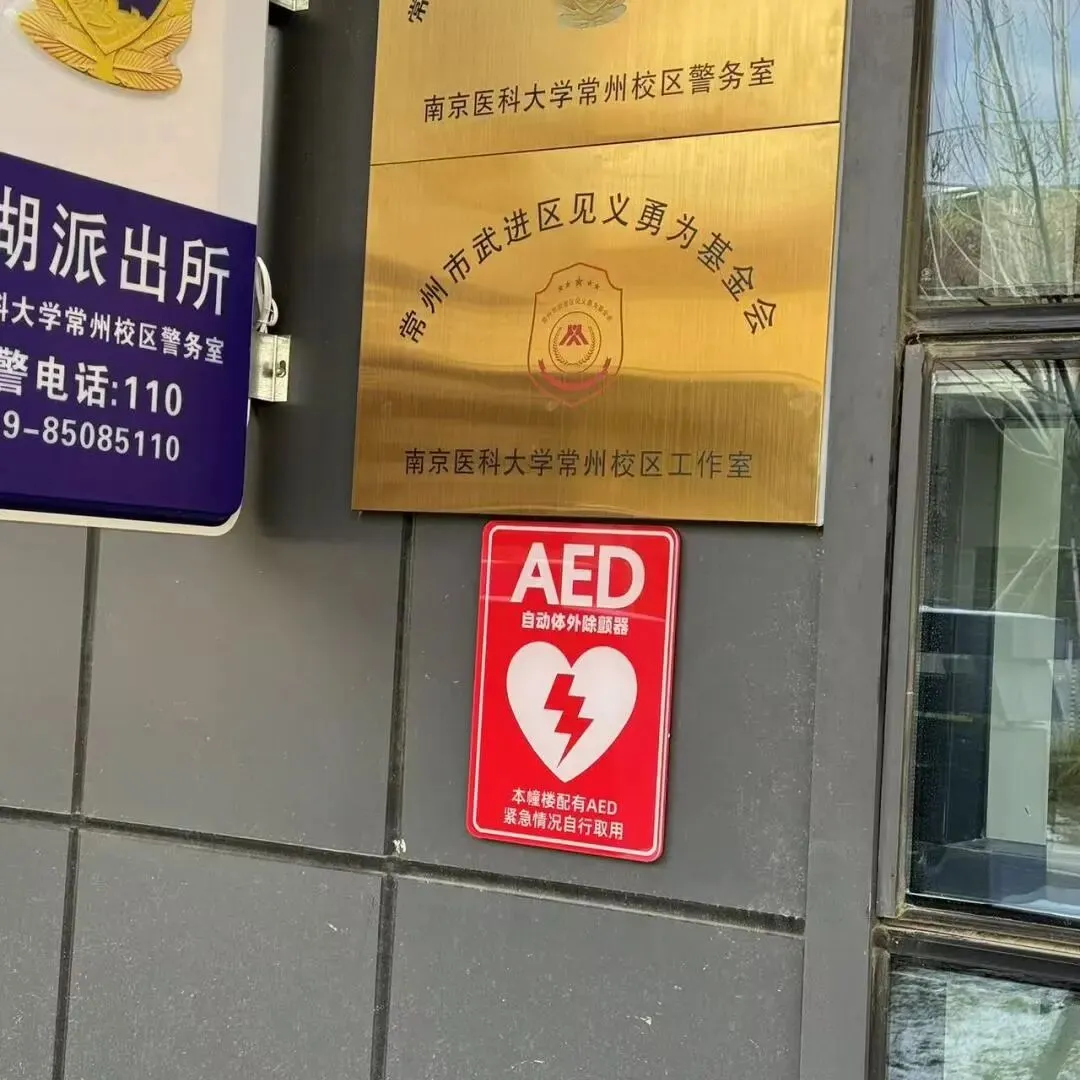 湖派出所
科大学常州校区警务室
警电话:110
9-85085110
常
南京医科大学常州校区警务室
常州市武进区见义勇为基金会
南京医科大学常州校区工作室
AED
自动体外除颤器
本幢楼配有AED
紧急情况自行取用